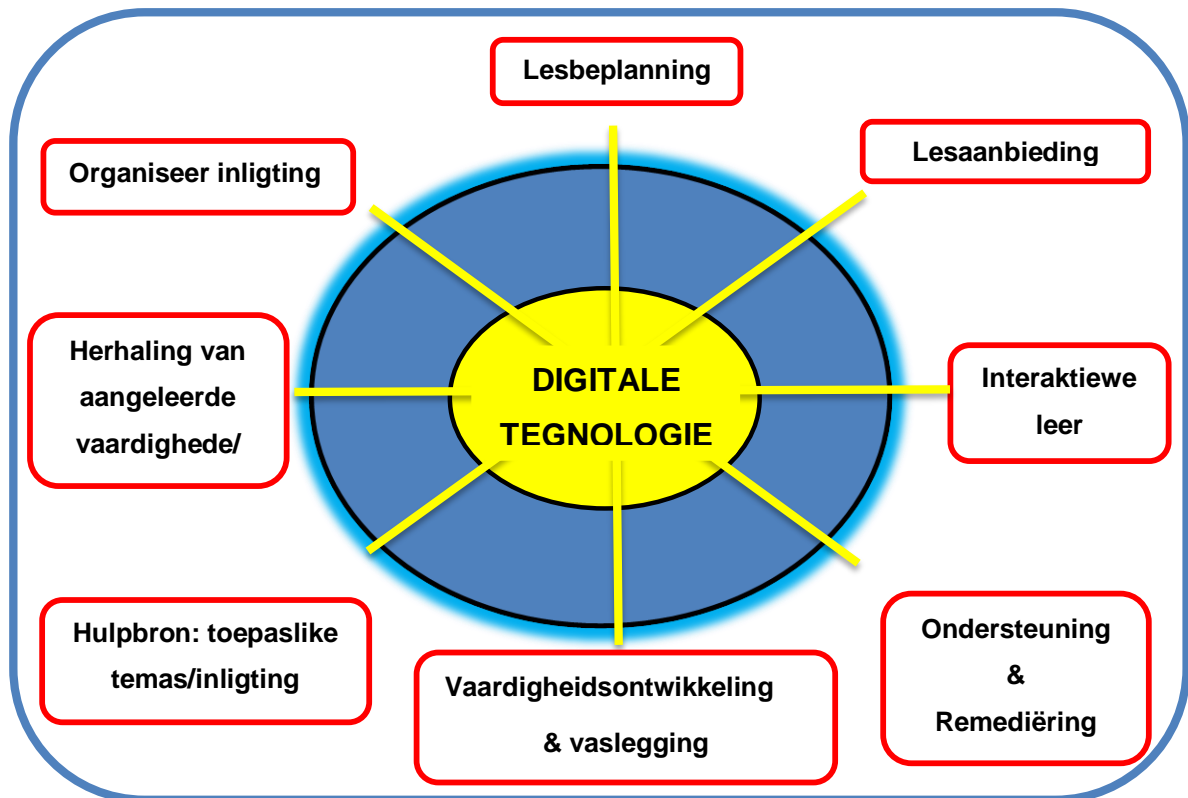 Lesbeplanning
Lesaanbieding
Organiseer inligting
Herhaling van
aangeleerde
vaardighede/
DIGITALE
TEGNOLOGIE
Interaktiewe
leer
Hulpbron: toepaslike
temas/inligting
Vaardigheidsontwikkeling
& vaslegging
Ondersteuning
&
Remediëring